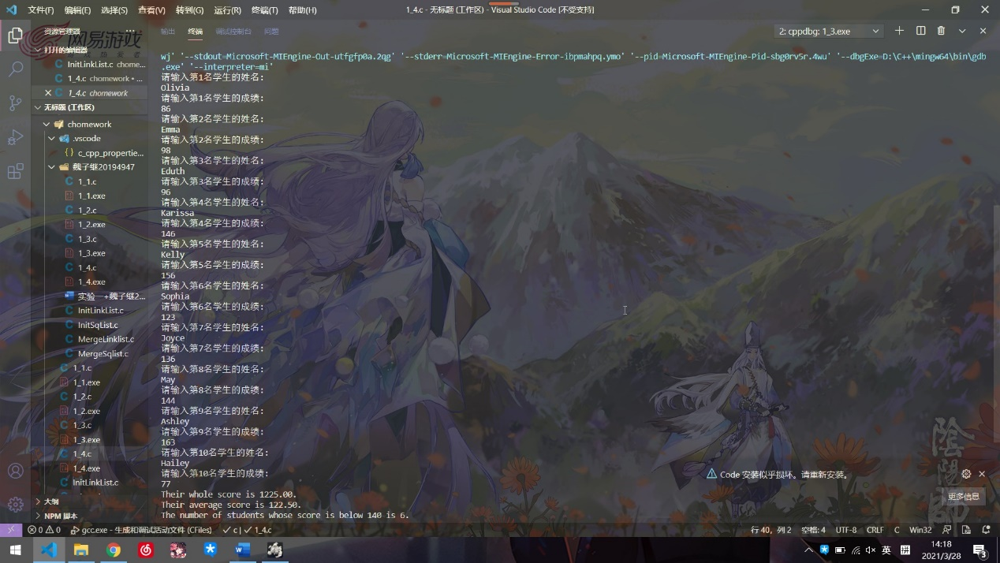 文件(F) 编辑(E) 选择(S) 查看(V) 转到(G) 运行(R) 终端(T) 帮助(H)
1_4.c - 无标题 (工作区) - Visual Studio Code [不受支持]
网易游戏
资源管理器
输出 终端 调试控制台 问题
2: cppdbg: 1_3.exe
打开的编辑器
InitLinkList.c chome...
1_4.c chomework • ...
1_4.c chomework
无标题 (工作区)
chomework
.vscode
c_cpp_propertie...
魏子继20194947
1_1.c
1_1.exe
1_2.c
1_2.exe
1_3.c
1_3.exe
1_4.c
1_4.exe
实验一+魏子继2...
InitLinkList.c
InitSqList.c
MergeLinklist.c
MergeSqlist.c
1_1.c
1_1.exe
1_2.c
1_2.exe
1_3.c
1_3.exe
1_4.c
1_4.exe
InitLinkList.c
大纲
NPM 脚本
wj' '--stdout=Microsoft-MIEngine-Out-utfgfp0a.2qg' '--stderr=Microsoft-MIEngine-Error-ibpmahpq.ymo' '--pid=Microsoft-MIEngine-Pid-sbg0rv5r.4wu' '--dbgExe=D:\C++\mingw64\bin\gdb
.exe' '--interpreter=mi'
请输入第1名学生的姓名:
Olivia
请输入第1名学生的成绩:
86
请输入第2名学生的姓名:
Emma
请输入第2名学生的成绩:
98
请输入第3名学生的姓名:
Eduth
请输入第3名学生的成绩:
96
请输入第4名学生的姓名:
Karissa
请输入第4名学生的成绩:
146
请输入第5名学生的姓名:
Kelly
请输入第5名学生的成绩:
156
请输入第6名学生的姓名:
Sophia
请输入第6名学生的成绩:
123
请输入第7名学生的姓名:
Joyce
请输入第7名学生的成绩:
136
请输入第8名学生的姓名:
May
请输入第8名学生的成绩:
144
请输入第9名学生的姓名:
Ashley
请输入第9名学生的成绩:
163
请输入第10名学生的姓名:
Hailey
请输入第10名学生的成绩:
77
Their whole score is 1225.00.
Their average score is 122.50.
The number of students whose score is below 140 is 6.
陰陽師
Code 安装似乎损坏。请重新安装。
更多信息
0 0 gcc.exe - 生成和调试活动文件 (CFiles) c | 1_4.c
行 40，列 2 空格: 4 UTF-8 CRLF C Win32
英 拼
14:18
2021/3/28
3